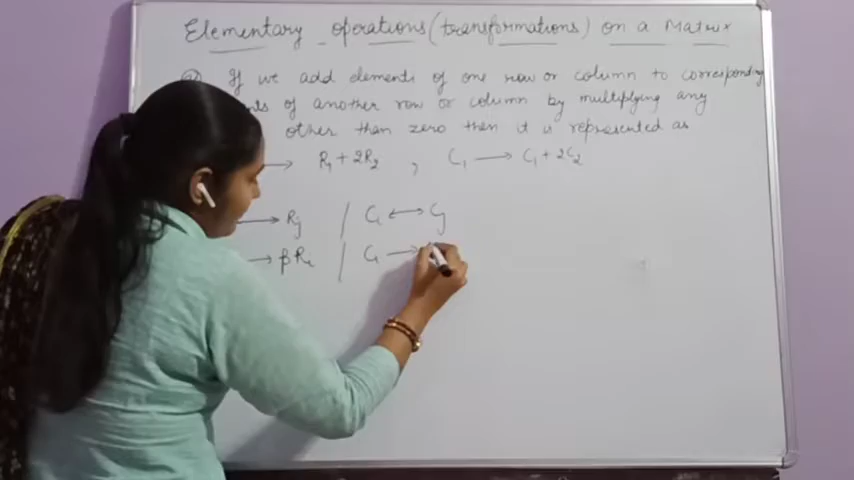 Elementary operations (transformations) on a Matrix
If we add elements of one row or column to corresponding
of another row or column by multiplying any
other than zero then it is represented as
→ R₁ + 2R₂ , C₁ → C₁ + 2C₂
→ Rj / Ci ↔ Cj
→ βRi / Ci →